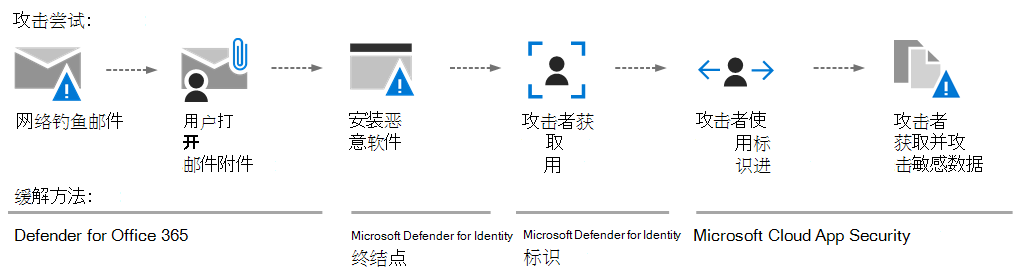 攻击尝试:
网络钓鱼邮件
用户打
开
邮件附件
安装恶
意软件
攻击者获
取
用
攻击者使
用标
识进
攻击者
获取并攻
击敏感数据
缓解方法:
Defender for Office 365
Microsoft Defender for Identity
终结点
Microsoft Defender for Identity
标识
Microsoft Cloud App Security